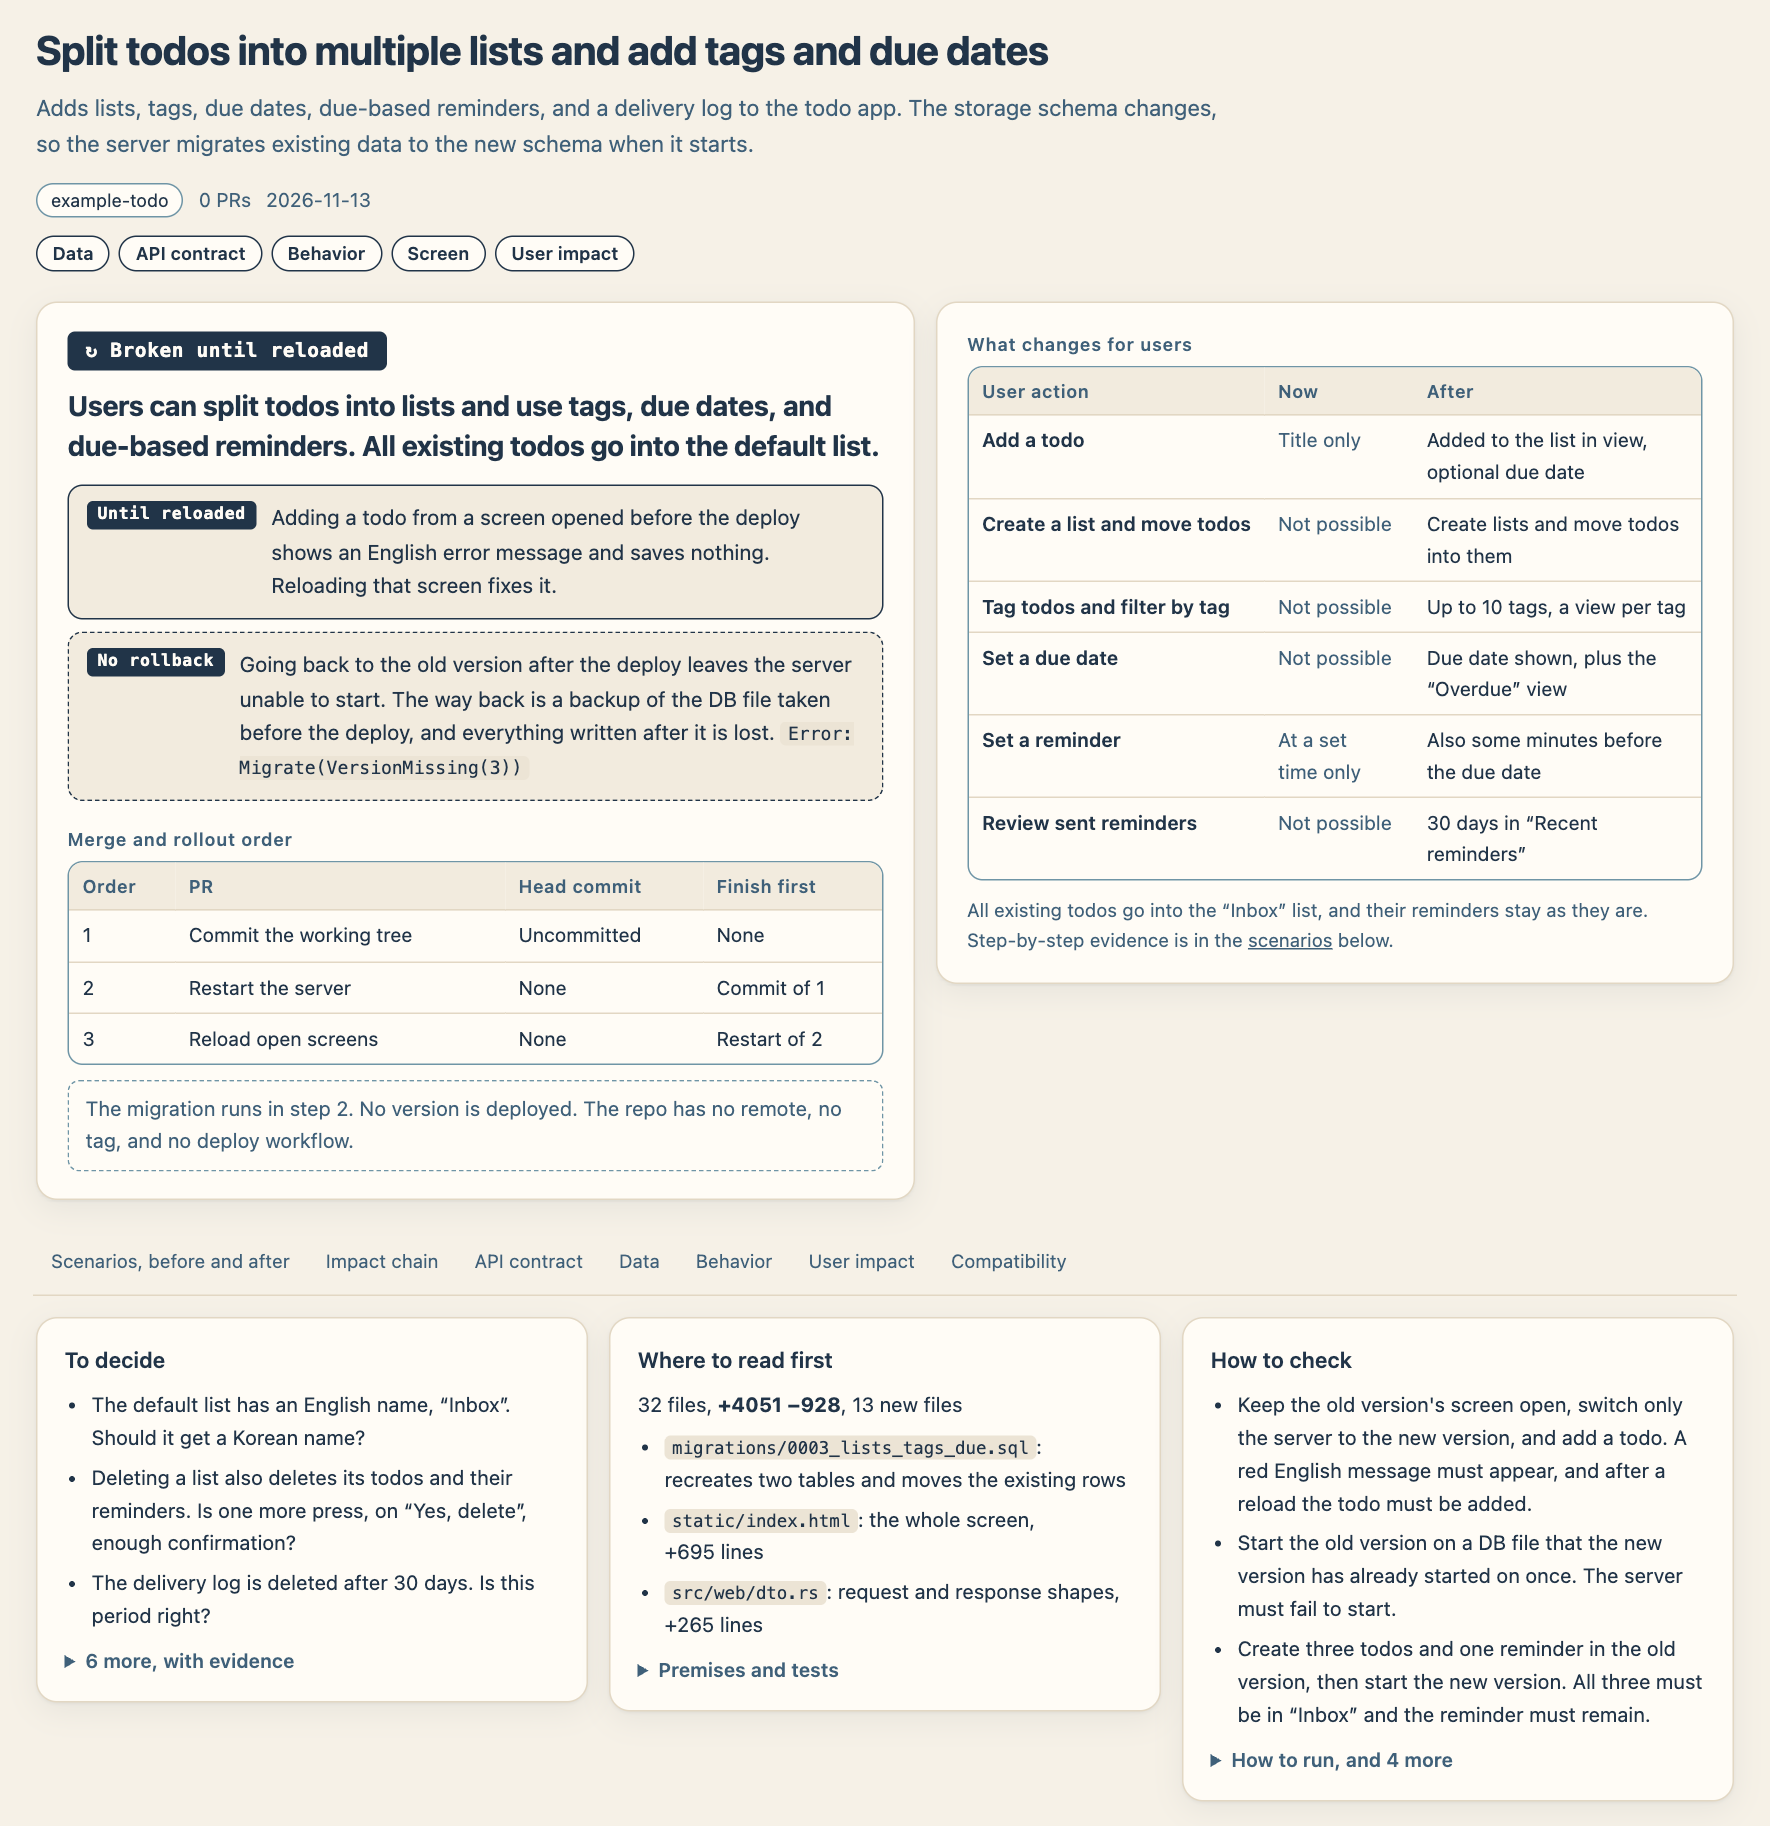 Split todos into multiple lists and add tags and due dates
Adds lists, tags, due dates, due-based reminders, and a delivery log to the todo app. The storage schema changes,
so the server migrates existing data to the new schema when it starts.
example-todo 0 PRs 2026-11-13
Data API contract Behavior Screen User impact
↻ Broken until reloaded
Users can split todos into lists and use tags, due dates, and
due-based reminders. All existing todos go into the default list.
Until reloaded Adding a todo from a screen opened before the deploy
shows an English error message and saves nothing.
Reloading that screen fixes it.
No rollback Going back to the old version after the deploy leaves the server
unable to start. The way back is a backup of the DB file taken
before the deploy, and everything written after it is lost. Error:
Migrate(VersionMissing(3))
Merge and rollout order
Order PR Head commit Finish first
1 Commit the working tree Uncommitted None
2 Restart the server None Commit of 1
3 Reload open screens None Restart of 2
The migration runs in step 2. No version is deployed. The repo has no remote, no
tag, and no deploy workflow.
What changes for users
User action Now After
Add a todo Title only Added to the list in view,
optional due date
Create a list and move todos Not possible Create lists and move todos
into them
Tag todos and filter by tag Not possible Up to 10 tags, a view per tag
Set a due date Not possible Due date shown, plus the
“Overdue” view
Set a reminder At a set Also some minutes before
time only the due date
Review sent reminders Not possible 30 days in “Recent
reminders”
All existing todos go into the “Inbox” list, and their reminders stay as they are.
Step-by-step evidence is in the scenarios below.
Scenarios, before and after Impact chain API contract Data Behavior User impact Compatibility
To decide
• The default list has an English name, “Inbox”.
Should it get a Korean name?
• Deleting a list also deletes its todos and their
reminders. Is one more press, on “Yes, delete”,
enough confirmation?
• The delivery log is deleted after 30 days. Is this
period right?
▶ 6 more, with evidence
Where to read first
32 files, +4051 −928, 13 new files
• migrations/0003_lists_tags_due.sql:
recreates two tables and moves the existing rows
• static/index.html: the whole screen,
+695 lines
• src/web/dto.rs: request and response shapes,
+265 lines
▶ Premises and tests
How to check
• Keep the old version's screen open, switch only
the server to the new version, and add a todo. A
red English message must appear, and after a
reload the todo must be added.
• Start the old version on a DB file that the new
version has already started on once. The server
must fail to start.
• Create three todos and one reminder in the old
version, then start the new version. All three must
be in “Inbox” and the reminder must remain.
▶ How to run, and 4 more